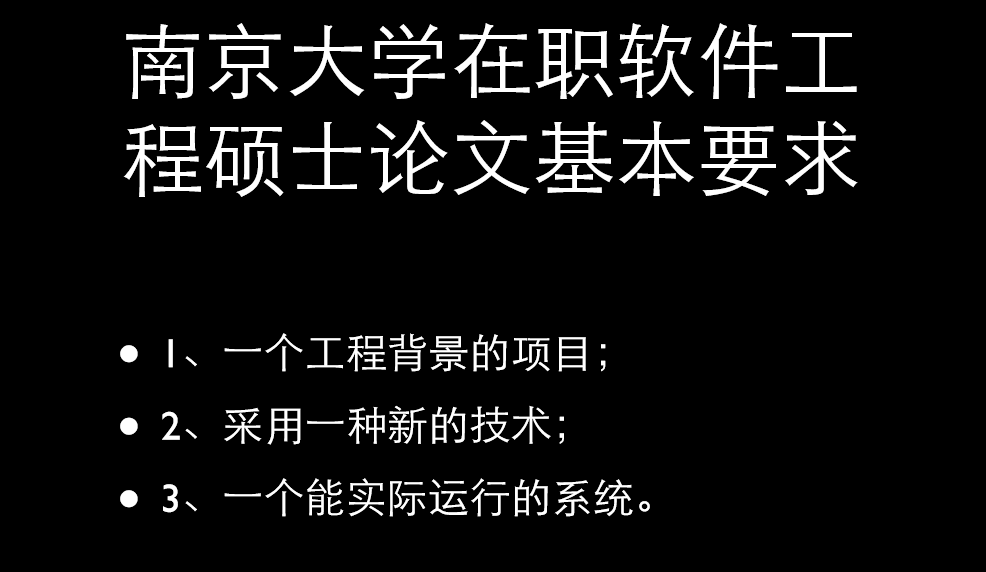 南京大学在职软件工
程硕士论文基本要求
• 1、一个工程背景的项目;
• 2、采用一种新的技术;
• 3、一个能实际运行的系统。